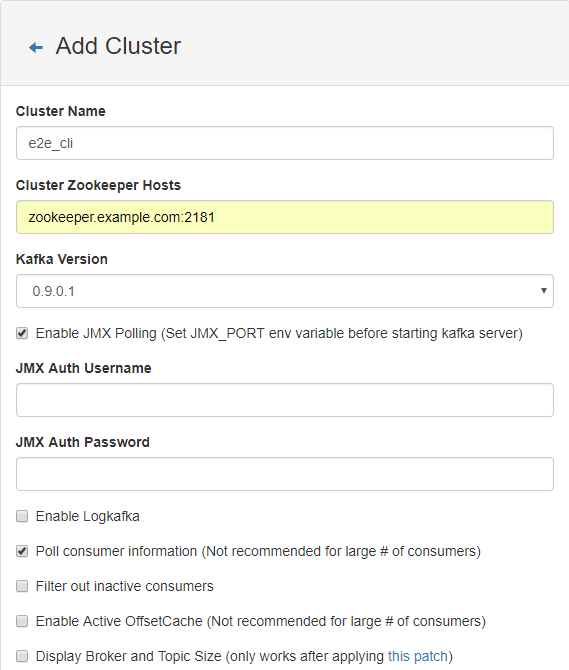 Add Cluster
Cluster Name
e2e_cli
Cluster Zookeeper Hosts
zookeeper.example.com:2181
Kafka Version
0.9.0.1
Enable JMX Polling (Set JMX_PORT env variable before starting kafka server)
JMX Auth Username
JMX Auth Password
Enable Logkafka
Poll consumer information (Not recommended for large # of consumers)
Filter out inactive consumers
Enable Active OffsetCache (Not recommended for large # of consumers)
Display Broker and Topic Size (only works after applying this patch)